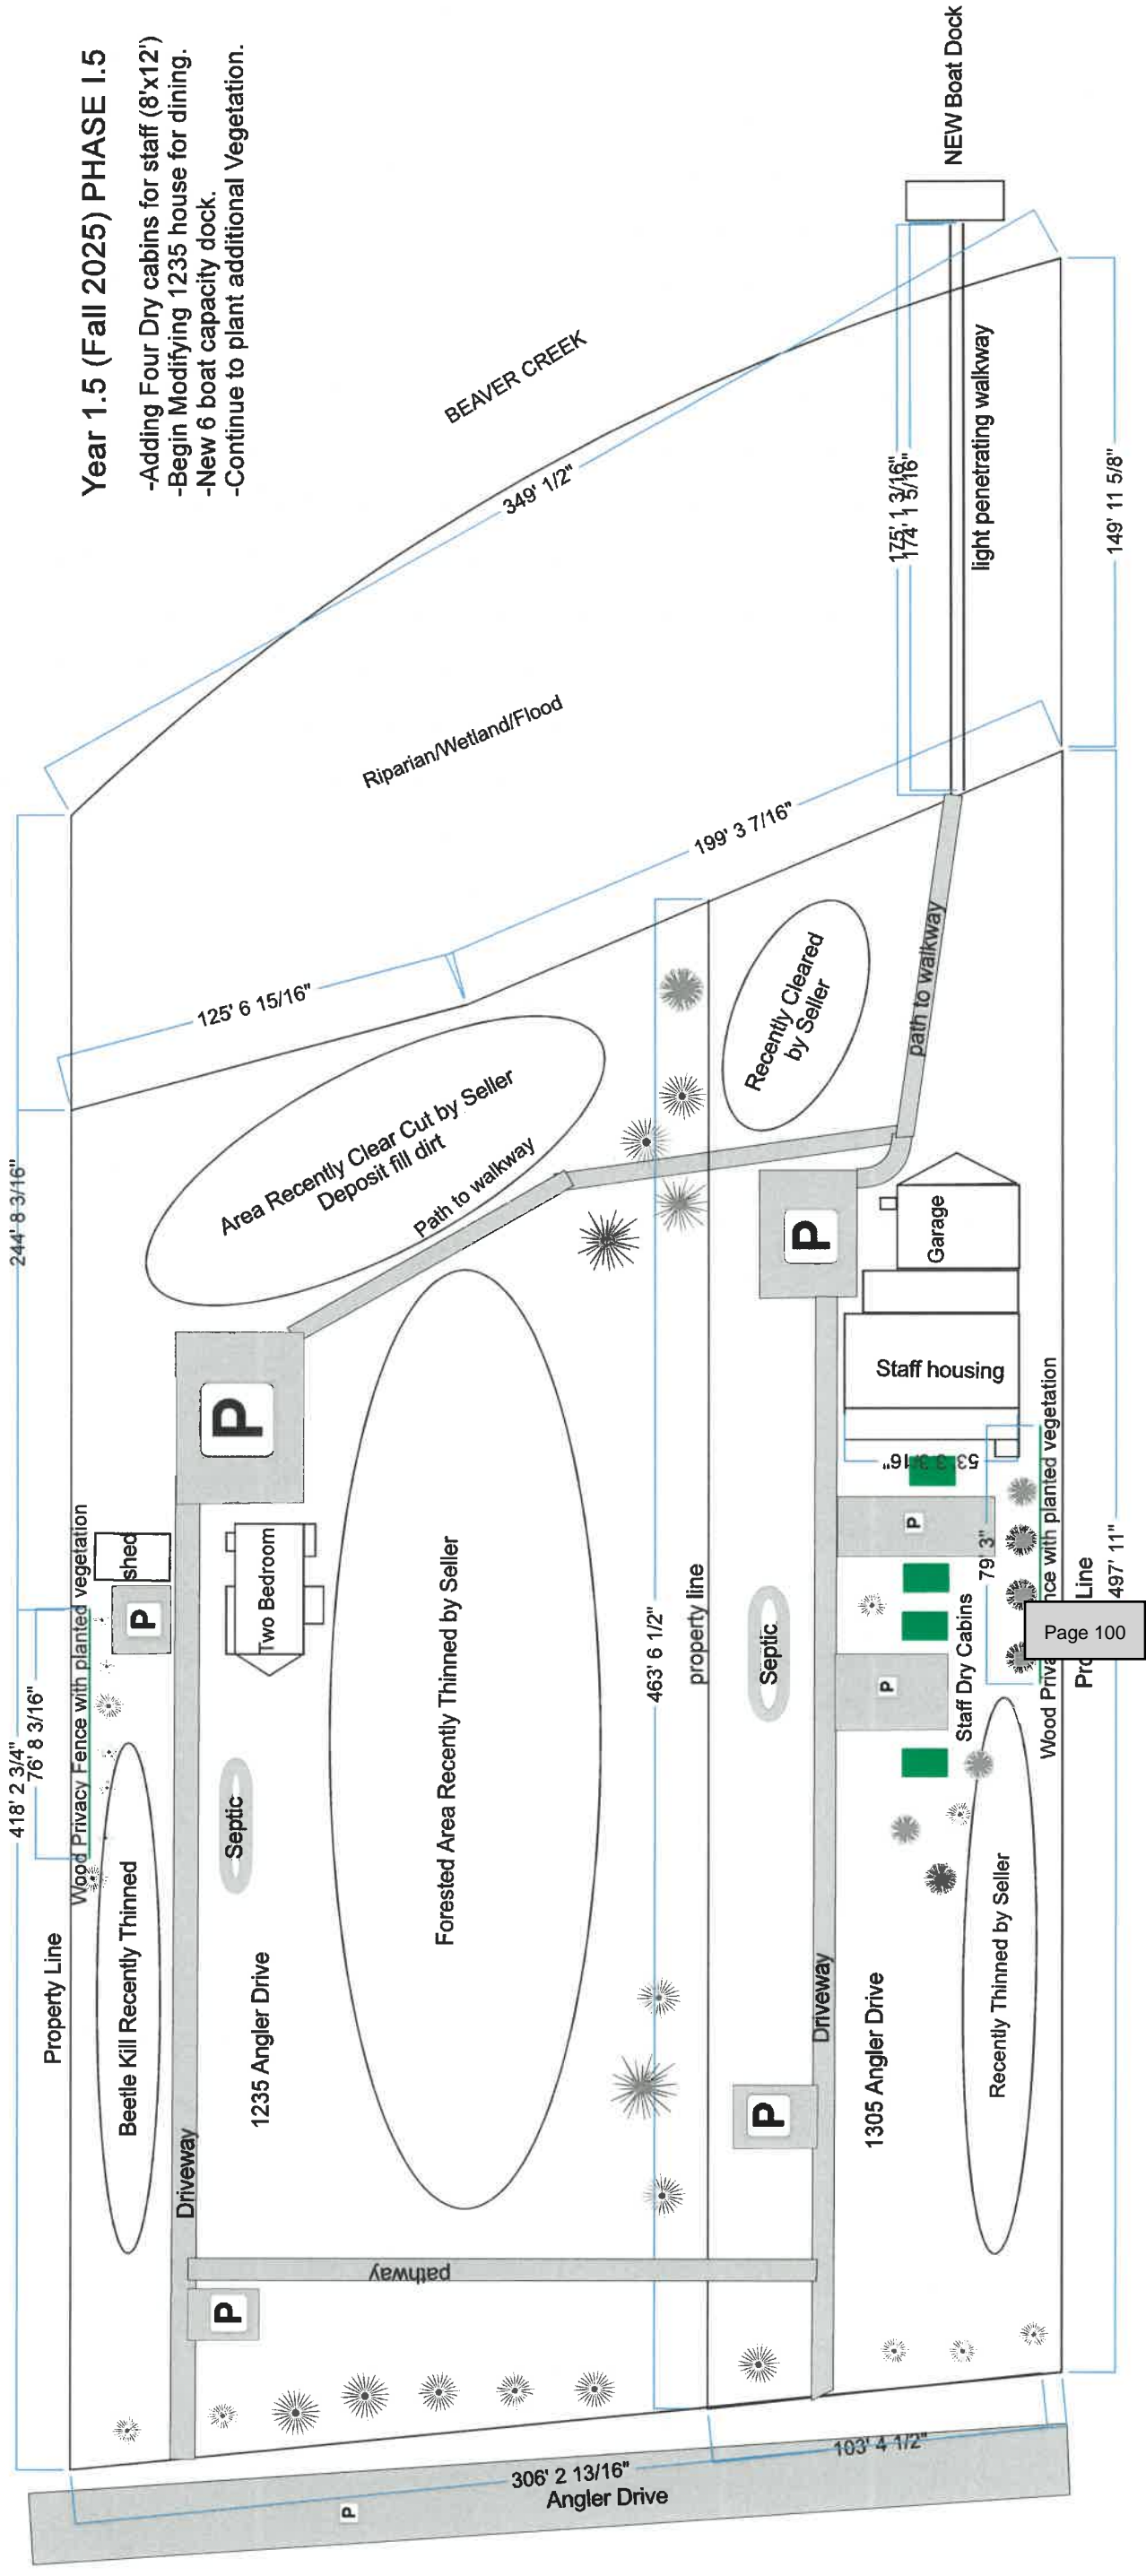 Year 1.5 (Fall 2025) PHASE I.5
-Adding Four Dry cabins for staff (8'x12')
-Begin Modifying 1235 house for dining.
-New 6 boat capacity dock.
-Continue to plant additional Vegetation.
NEW Boat Dock
BEAVER CREEK
349' 1/2"
Riparian/Wetland/Flood
175' 1 3/16"
174' 1 5/16"
light penetrating walkway
149' 11 5/8"
199' 3 7/16"
125' 6 15/16"
244' 8 3/16"
Area Recently Clear Cut by Seller
Deposit fill dirt
Path to walkway
Recently Cleared
by Seller
path to walkway
P
P
Garage
Staff housing
53' 3 3/16"
shed
P
Two Bedroom
Wood Privacy Fence with planted vegetation
418' 2 3/4"
76' 8 3/16"
Property Line
Beetle Kill Recently Thinned
Septic
Forested Area Recently Thinned by Seller
463' 6 1/2"
property line
Septic
P
P
Staff Dry Cabins
79' 3"
Wood Priva
nce with planted vegetation
Line
497' 11"
Page 100
Driveway
1235 Angler Drive
Driveway
1305 Angler Drive
Recently Thinned by Seller
P
P
pathway
306' 2 13/16"
103' 4 1/2"
Angler Drive
P